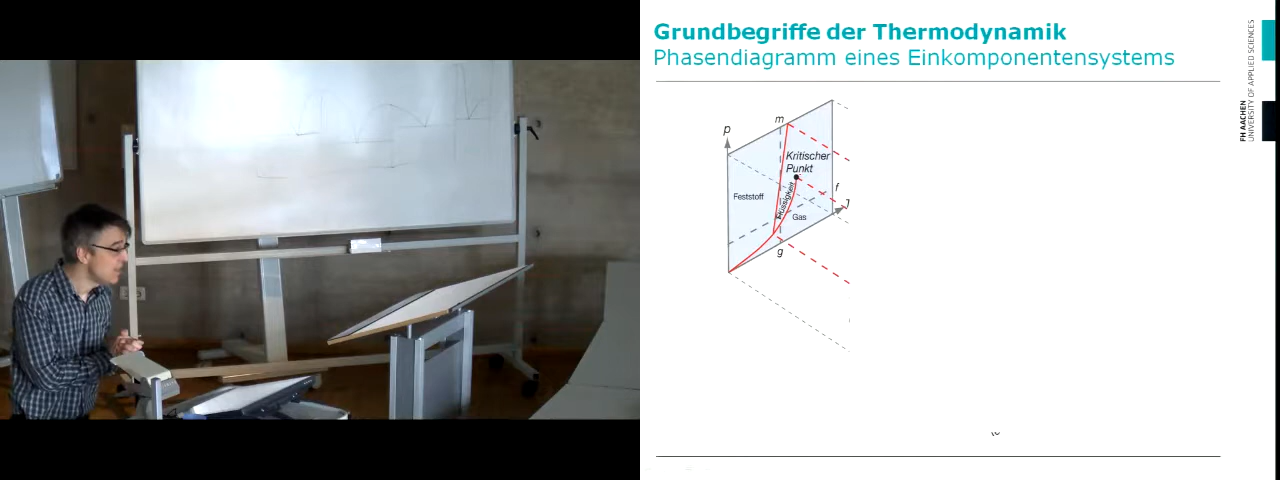 Grundbegriffe der Thermodynamik
Phasendiagramm eines Einkomponentensystems
FH AACHEN
UNIVERSITY OF APPLIED SCIENCES
p
m
Kritischer
Punkt
Feststoff
Flüssigkeit
f
Gas
g